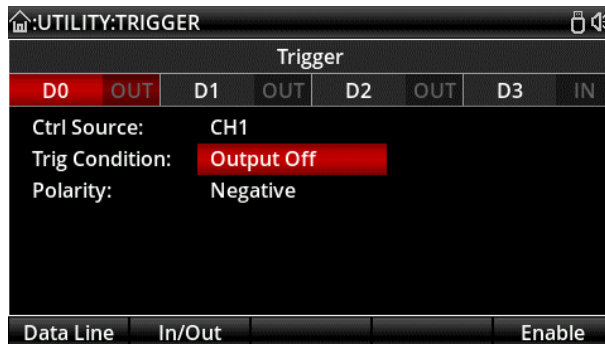 :UTILITY:TRIGGER
Trigger
D0 OUT D1 OUT D2 OUT D3 IN
Ctrl Source: CH1
Trig Condition: Output Off
Polarity: Negative
Data Line In/Out Enable